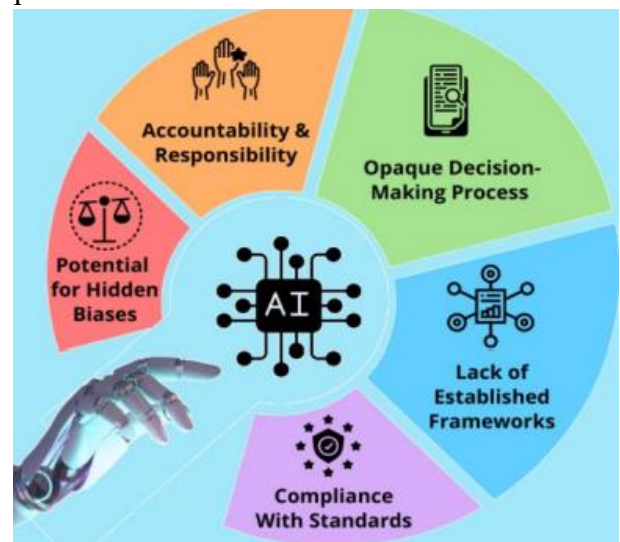 Accountability &
Responsibility
Opaque Decision-
Making Process
Potential
for Hidden
Biases
AI
Lack of
Established
Frameworks
Compliance
With Standards